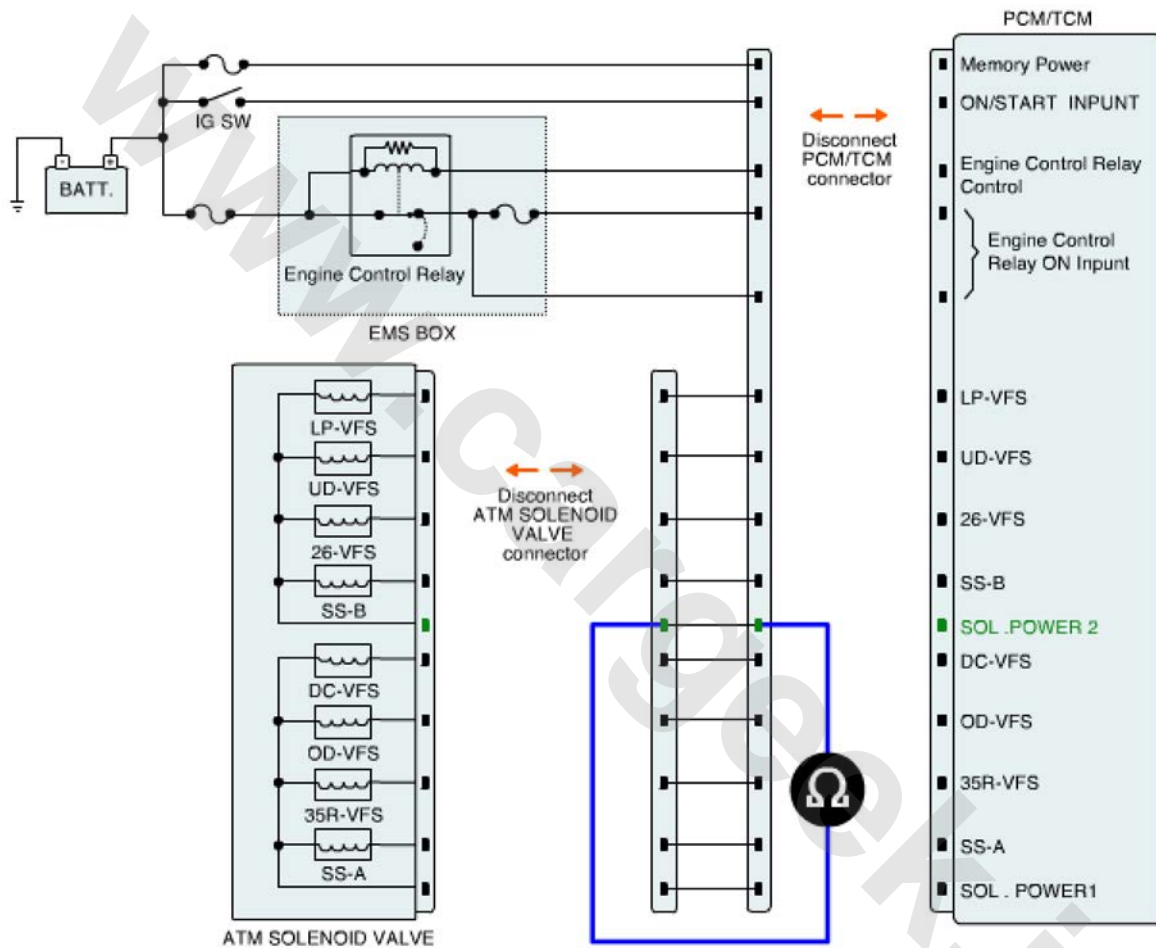 PCM/TCM
Memory Power
ON/START INPUNT
IG SW
Disconnect
PCM/TCM
connector
Engine Control Relay
Control
- +
BATT.
Engine Control
Relay ON Inpunt
Engine Control Relay
EMS BOX
LP-VFS
UD-VFS
26-VFS
SS-B
DC-VFS
OD-VFS
35R-VFS
SS-A
ATM SOLENOID VALVE
Disconnect
ATM SOLENOID
VALVE
connector
Ω
LP-VFS
UD-VFS
26-VFS
SS-B
SOL .POWER 2
DC-VFS
OD-VFS
35R-VFS
SS-A
SOL . POWER1